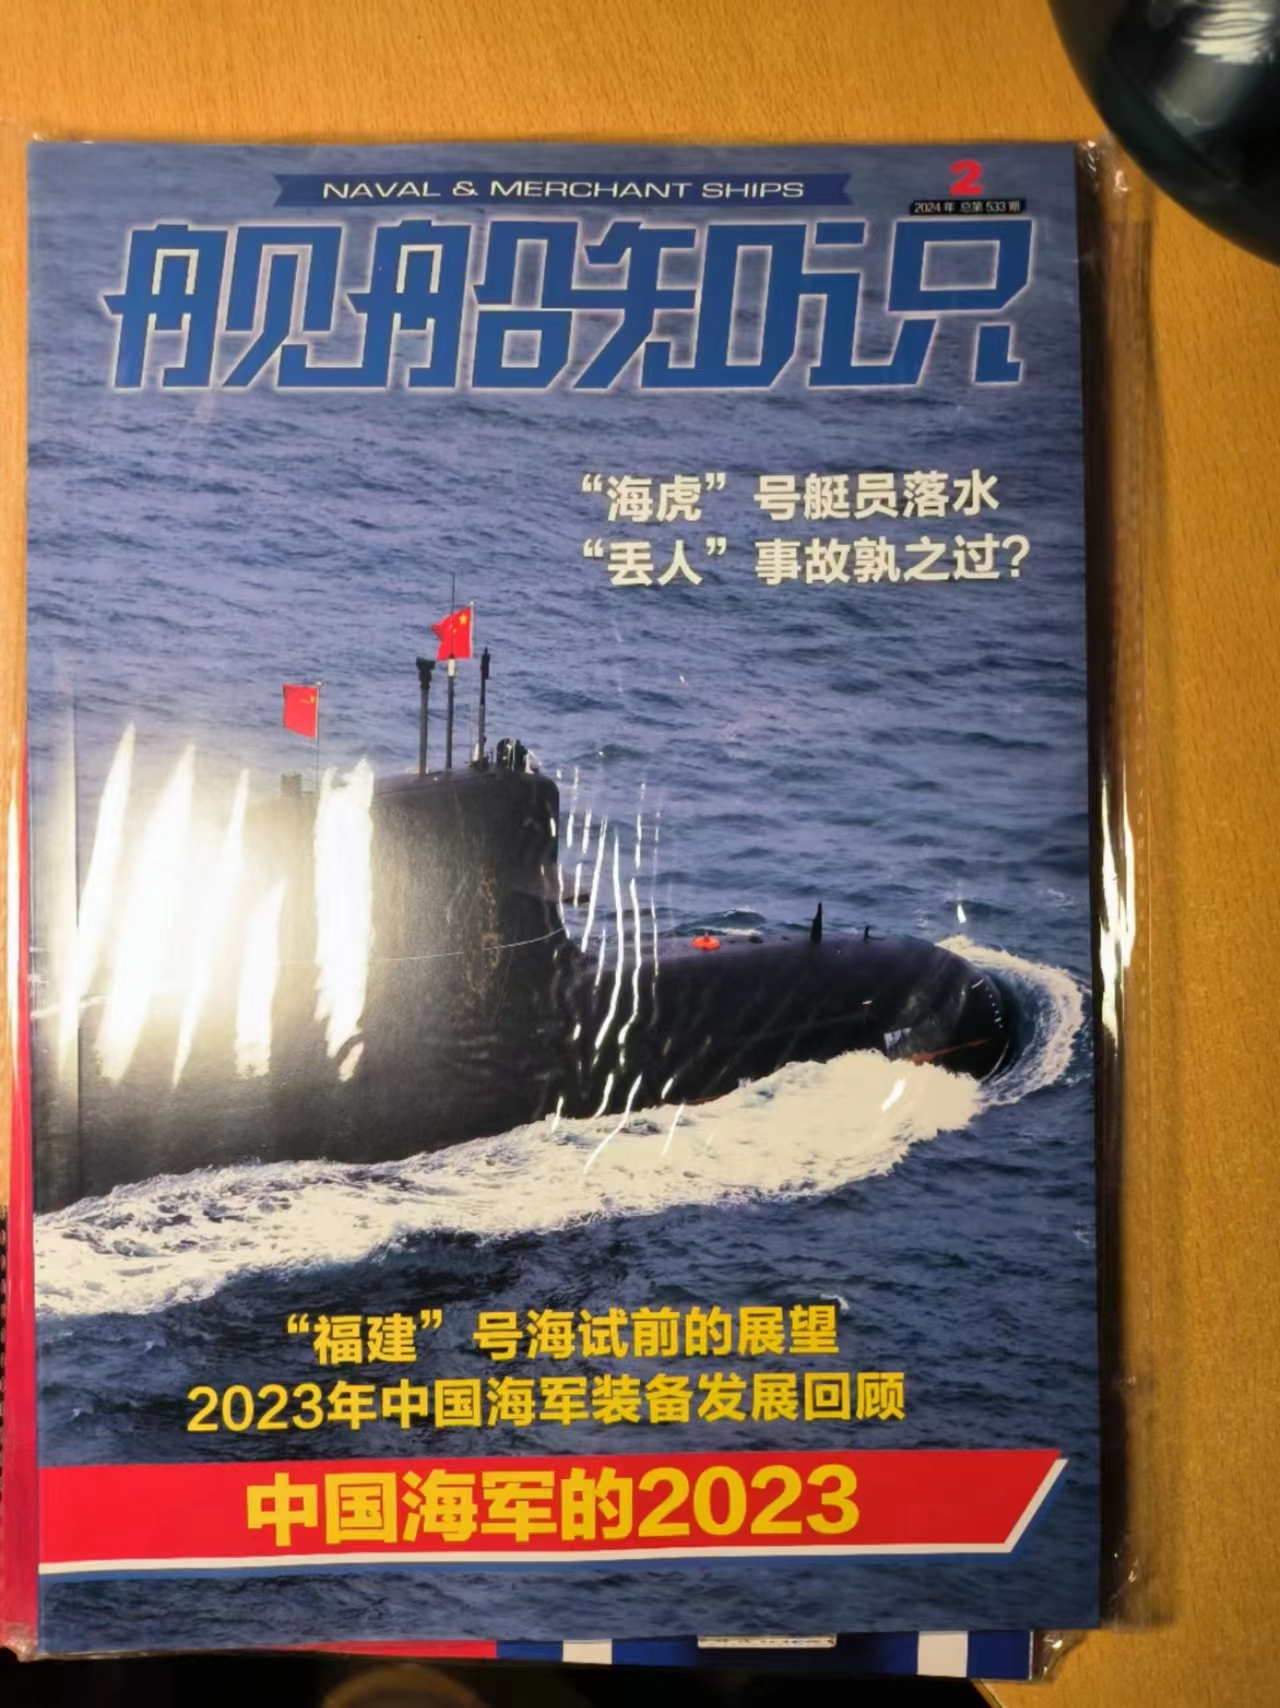 NAVAL & MERCHANT SHIPS
2
2024年 总第533期
舰船知识
“海虎”号艇员落水
“丢人”事故孰之过?
“福建”号海试前的展望
2023年中国海军装备发展回顾
中国海军的2023